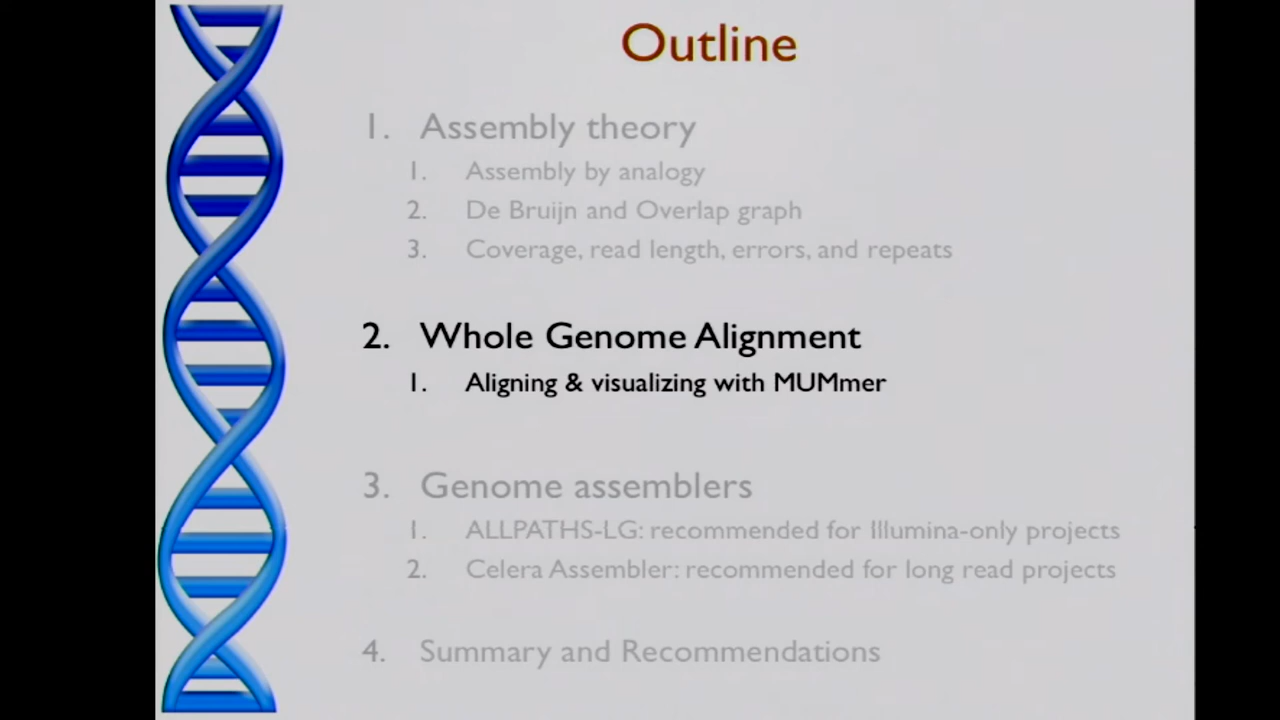 Outline
1. Assembly theory
1. Assembly by analogy
2. De Bruijn and Overlap graph
3. Coverage, read length, errors, and repeats
2. Whole Genome Alignment
1. Aligning & visualizing with MUMmer
3. Genome assemblers
1. ALLPATHS-LG: recommended for Illumina-only projects
2. Celera Assembler: recommended for long read projects
4. Summary and Recommendations